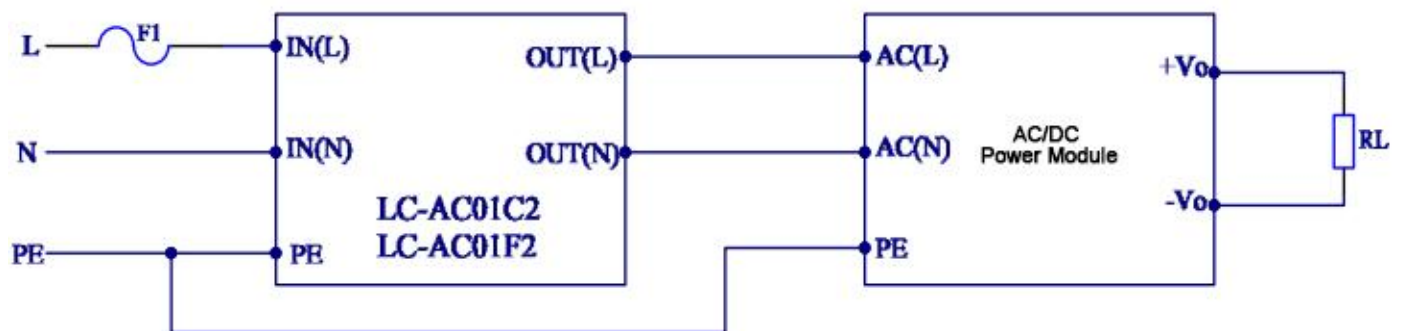 L
F1
IN(L)
OUT(L)
AC(L)
+Vo
N
IN(N)
OUT(N)
AC(N)
AC/DC
Power Module
RL
LC-AC01C2
LC-AC01F2
-Vo
PE
PE
PE